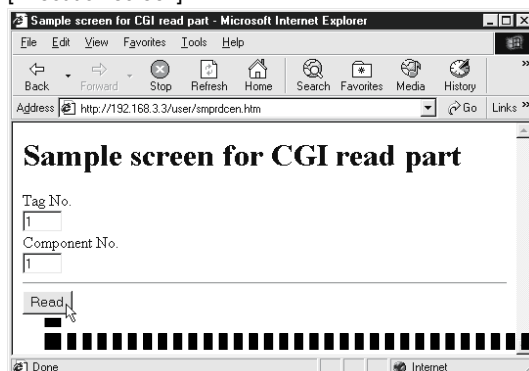 Sample screen for CGI read part - Microsoft Internet Explorer
File Edit View Favorites Tools Help
Back Forward Stop Refresh Home Search Favorites Media History »
Address http://192.168.3.3/user/smprdcen.htm Go Links »
Sample screen for CGI read part
Tag No.
1
Component No.
1
Read
Done Internet